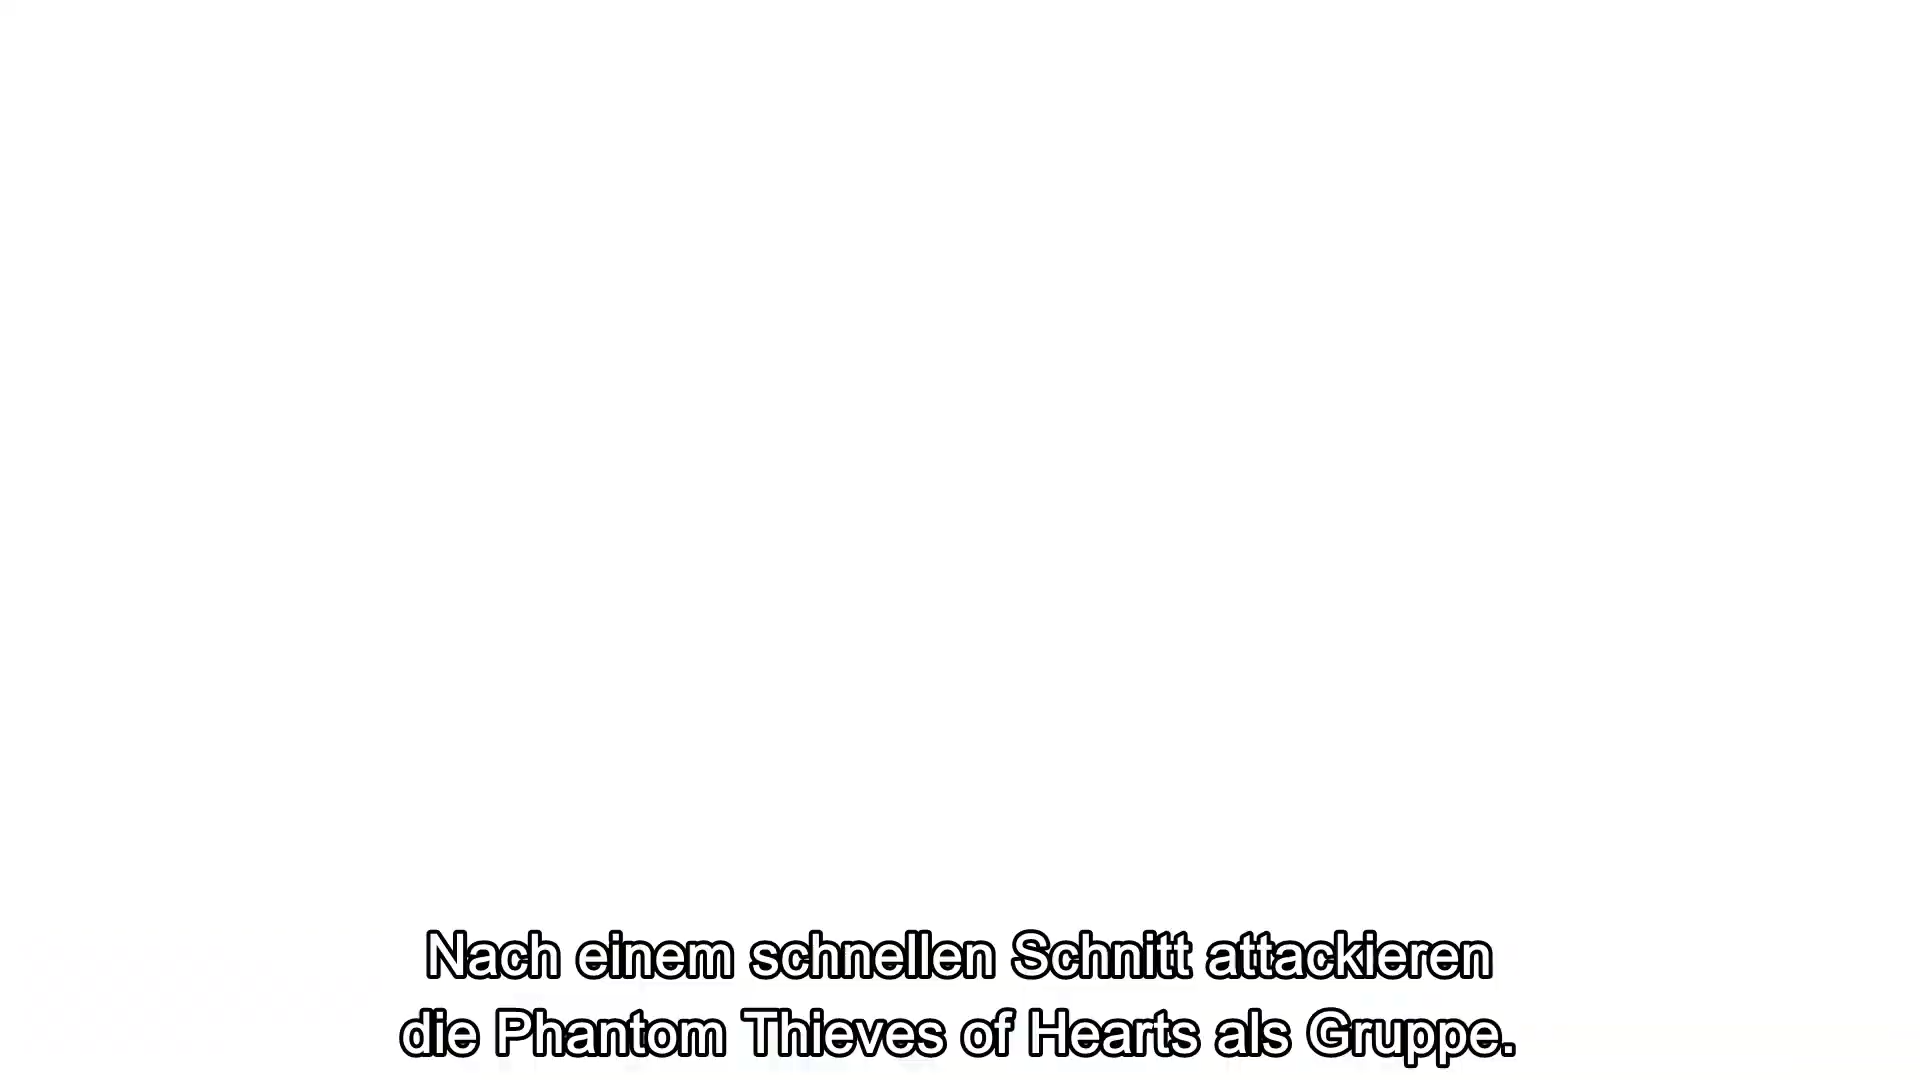 Nach einem schnellen Schnitt attackieren
die Phantom Thieves of Hearts als Gruppe.